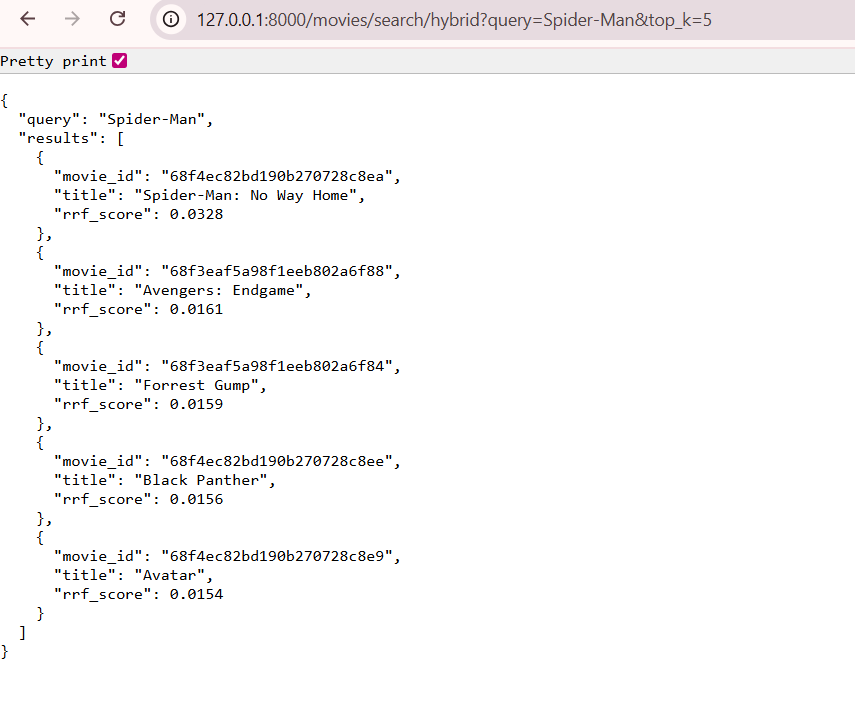 127.0.0.1:8000/movies/search/hybrid?query=Spider-Man&top_k=5
Pretty print
{
  "query": "Spider-Man",
  "results": [
    {
      "movie_id": "68f4ec82bd190b270728c8ea",
      "title": "Spider-Man: No Way Home",
      "rrf_score": 0.0328
    },
    {
      "movie_id": "68f3eaf5a98f1eeb802a6f88",
      "title": "Avengers: Endgame",
      "rrf_score": 0.0161
    },
    {
      "movie_id": "68f3eaf5a98f1eeb802a6f84",
      "title": "Forrest Gump",
      "rrf_score": 0.0159
    },
    {
      "movie_id": "68f4ec82bd190b270728c8ee",
      "title": "Black Panther",
      "rrf_score": 0.0156
    },
    {
      "movie_id": "68f4ec82bd190b270728c8e9",
      "title": "Avatar",
      "rrf_score": 0.0154
    }
  ]
}